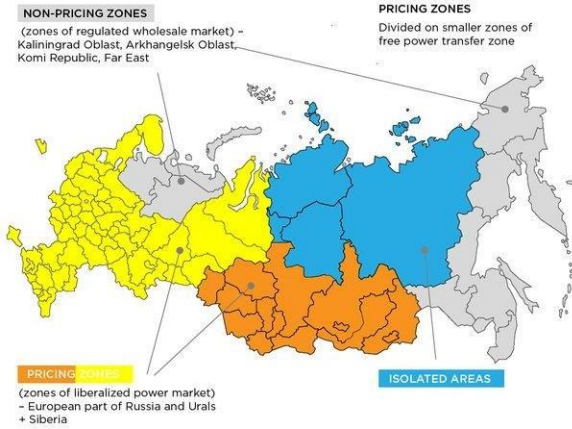 NON-PRICING ZONES
(zones of regulated wholesale market) –
Kaliningrad Oblast, Arkhangelsk Oblast,
Komi Republic, Far East
PRICING ZONES
Divided on smaller zones of
free power transfer zone
PRICING ZONES
(zones of liberalized power market)
– European part of Russia and Urals
+ Siberia
ISOLATED AREAS